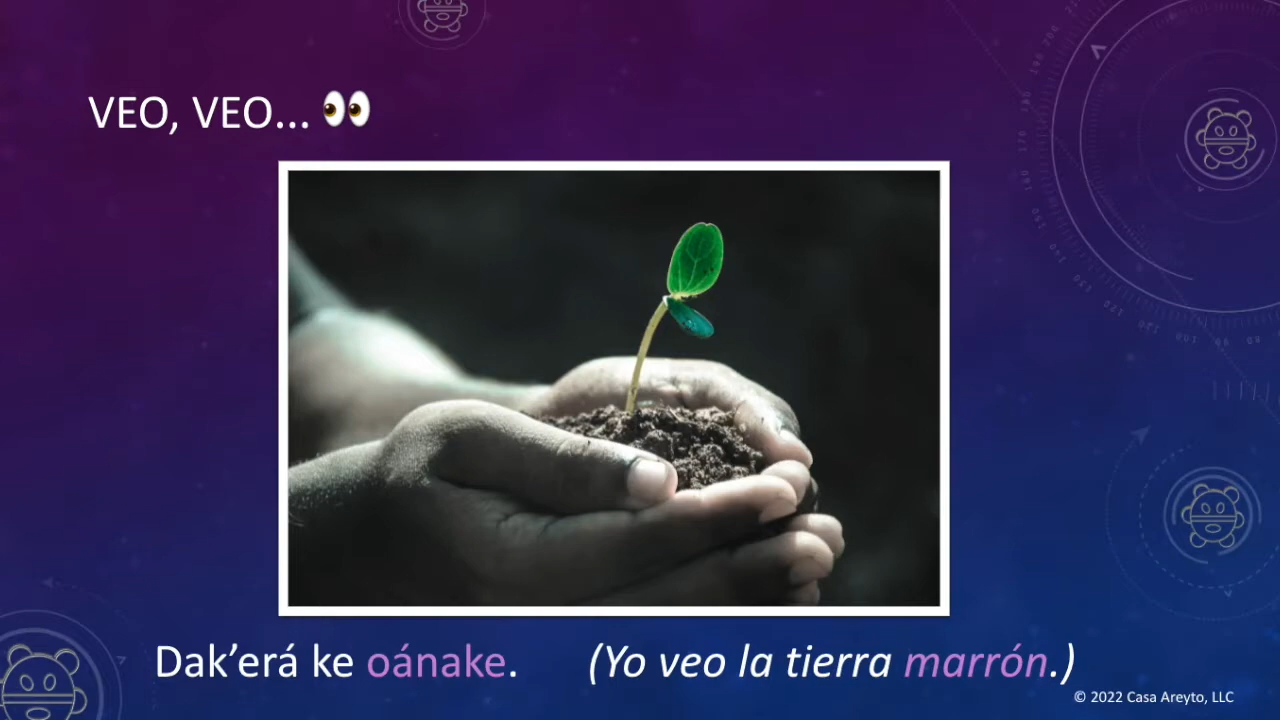 VEO, VEO... 👀
Dak’erá ke oánake. (Yo veo la tierra marrón.)
© 2022 Casa Areyto, LLC